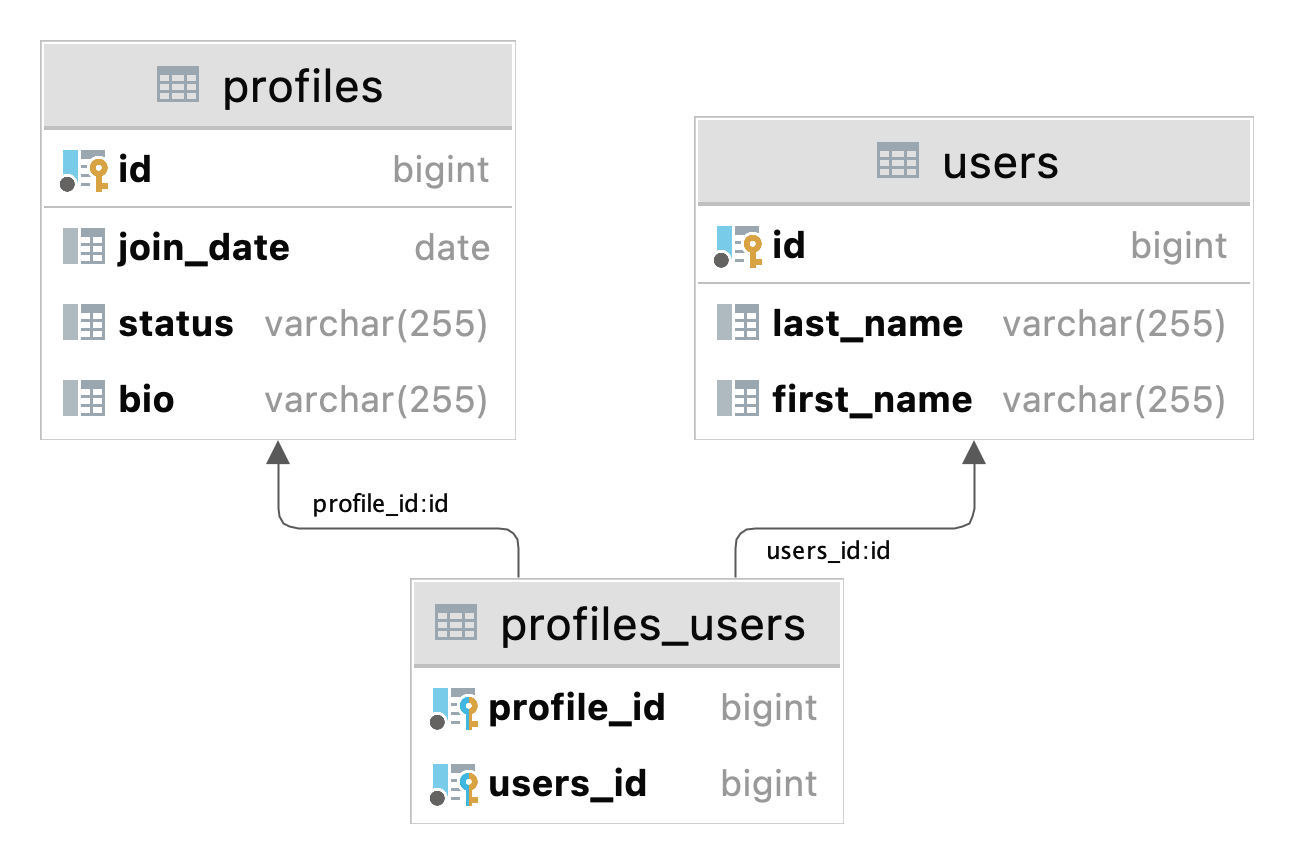 profiles
id bigint
join_date date
status varchar(255)
bio varchar(255)
users
id bigint
last_name varchar(255)
first_name varchar(255)
profile_id:id
users_id:id
profiles_users
profile_id bigint
users_id bigint